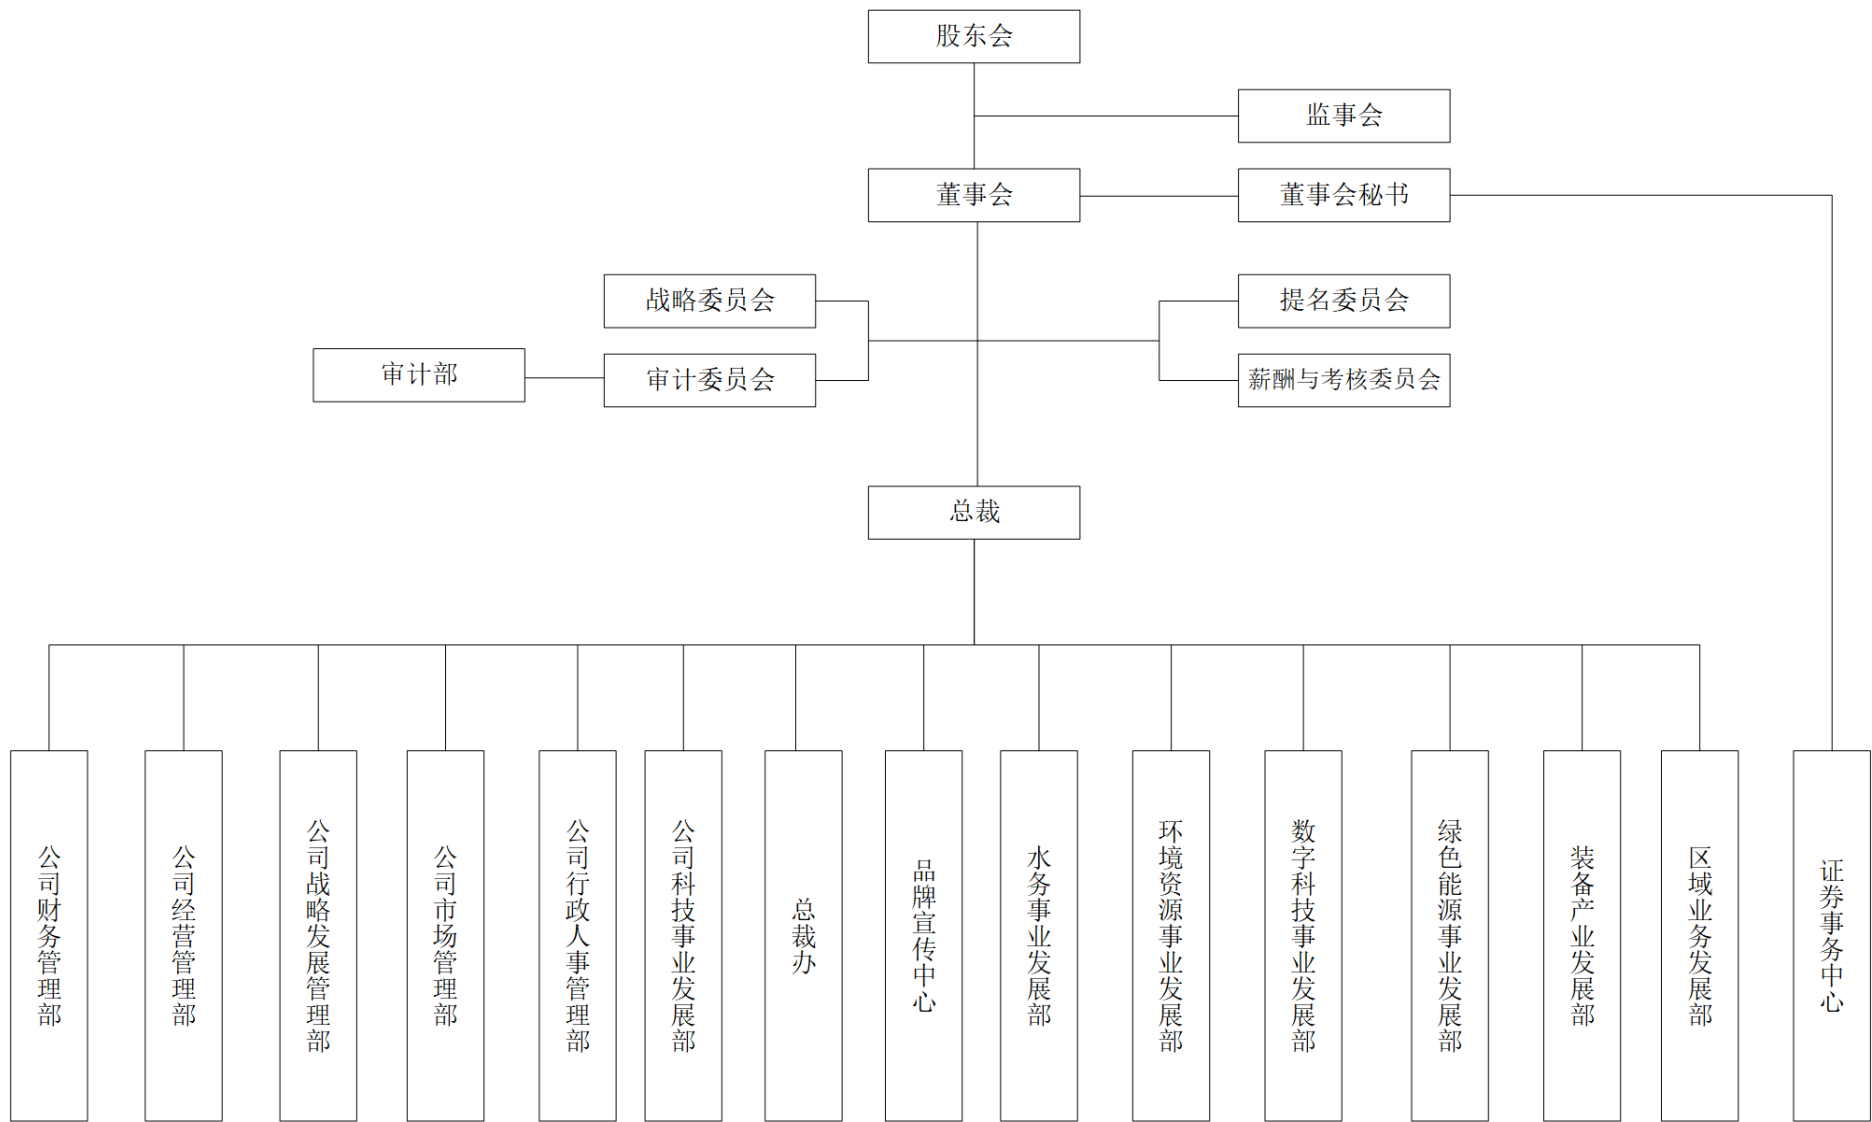 股东会
监事会
董事会
董事会秘书
战略委员会
提名委员会
审计部
审计委员会
薪酬与考核委员会
总裁
公司财务管理部
公司经营管理部
公司战略发展管理部
公司市场管理部
公司行政人事管理部
公司科技事业发展部
总裁办
品牌宣传中心
水务事业发展部
环境资源事业发展部
数字科技事业发展部
绿色能源事业发展部
装备产业发展部
区域业务发展部
证券事务中心